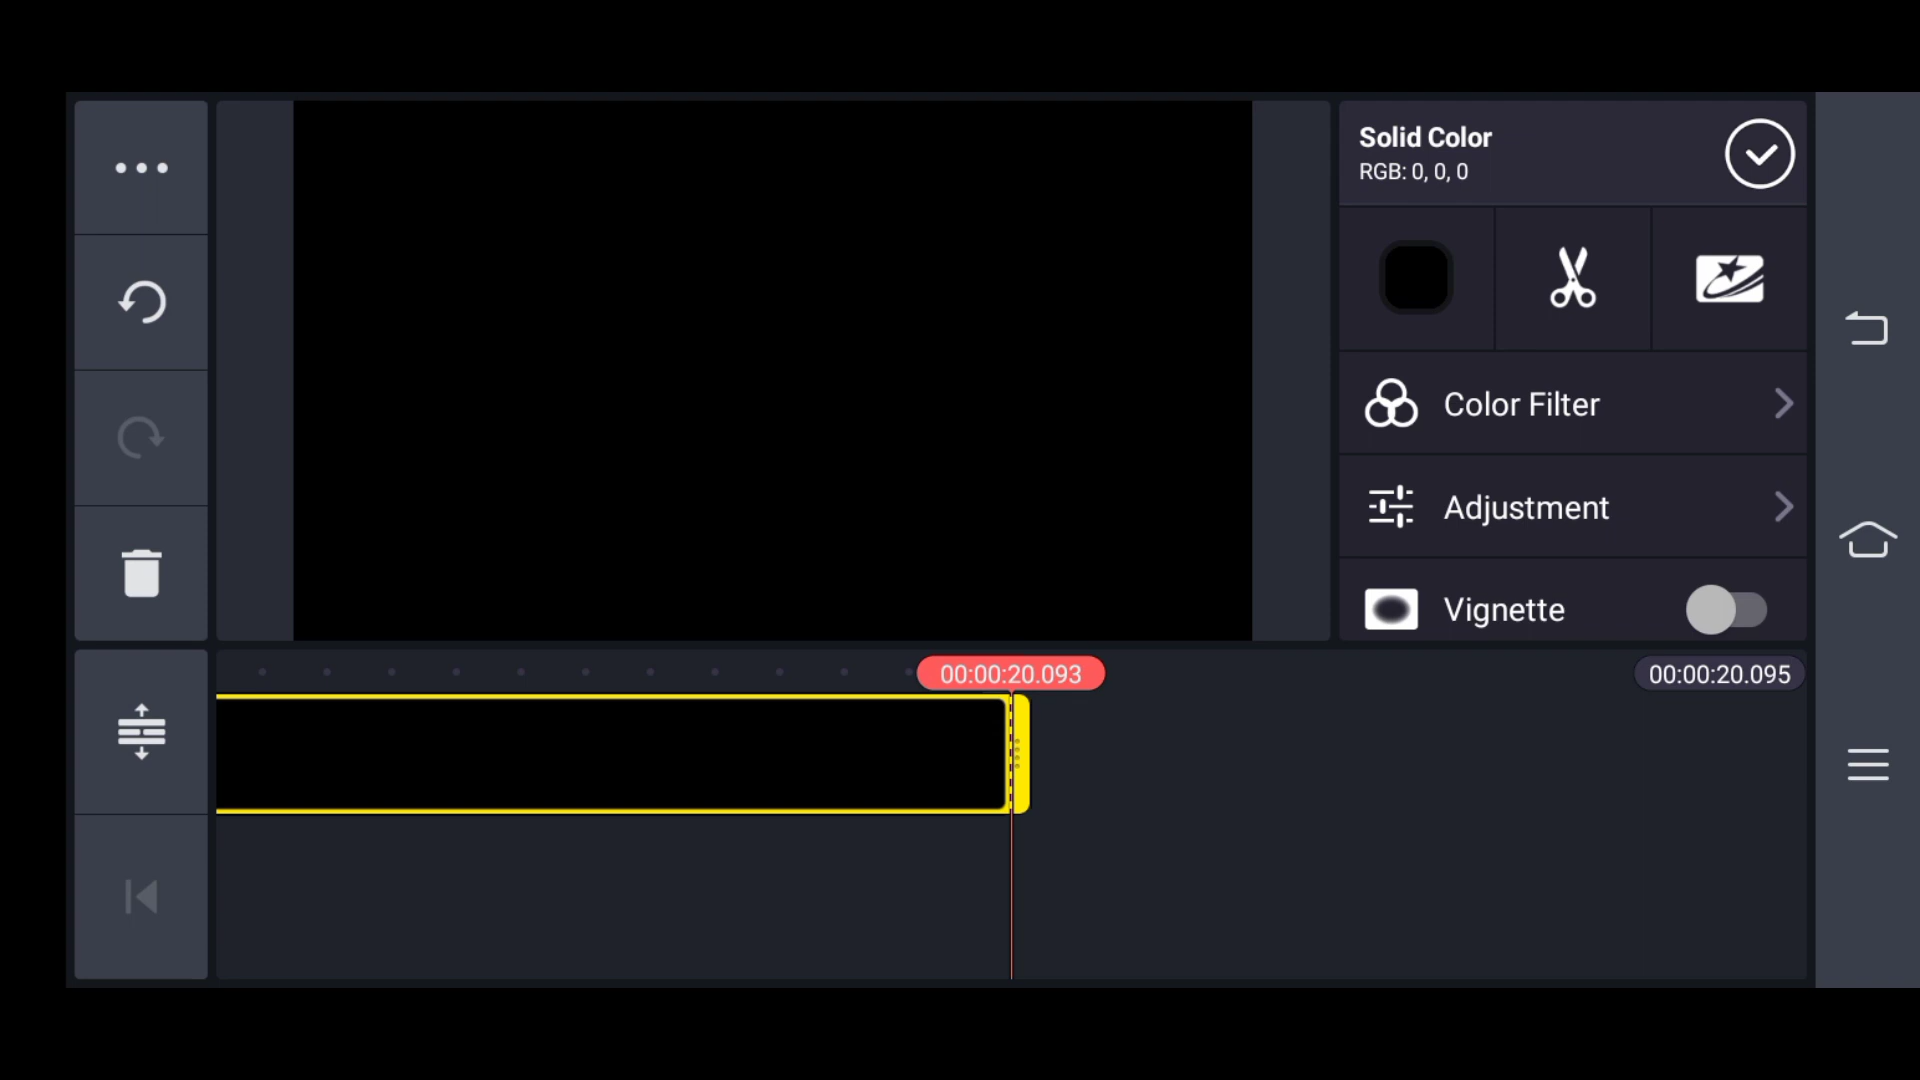 Solid Color
RGB: 0, 0, 0
Color Filter
Adjustment
Vignette
00:00:20.093
00:00:20.095